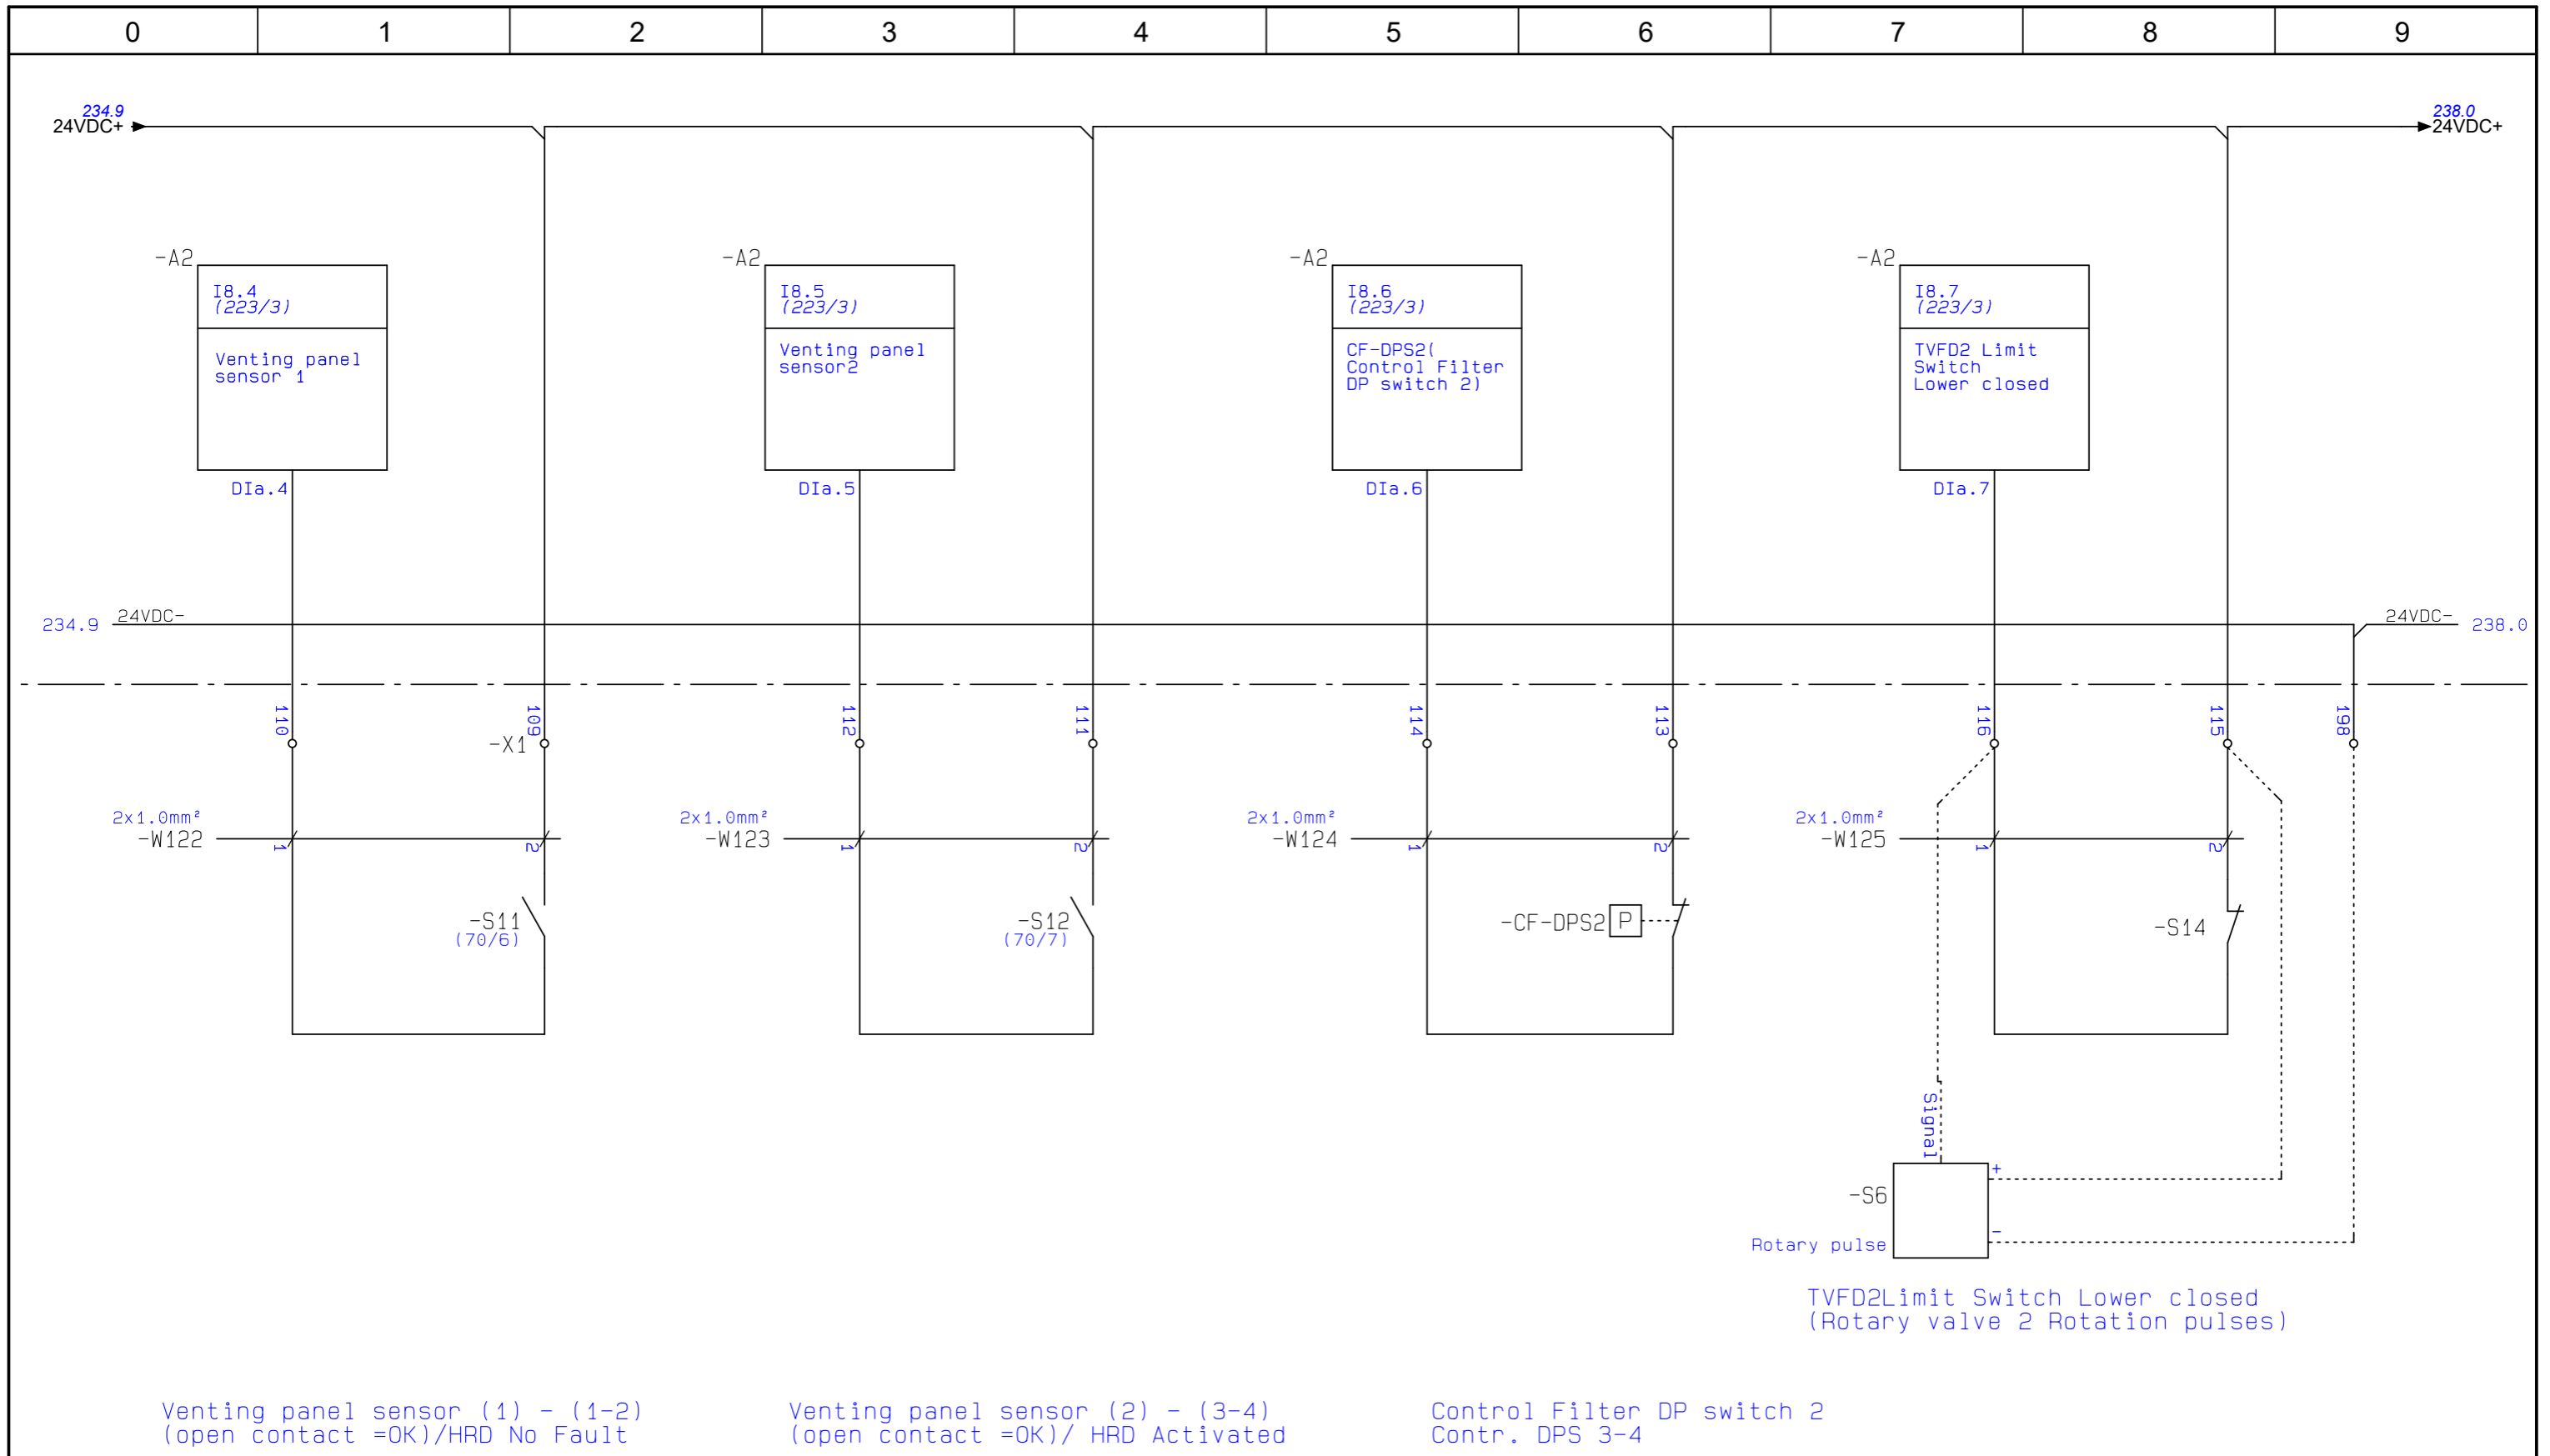 0 1 2 3 4 5 6 7 8 9
234.9
24VDC+
238.0
24VDC+
-A2
I8.4
(223/3)
Venting panel
sensor 1
DIa.4
-A2
I8.5
(223/3)
Venting panel
sensor2
DIa.5
-A2
I8.6
(223/3)
CF-DPS2(
Control Filter
DP switch 2)
DIa.6
-A2
I8.7
(223/3)
TVFD2 Limit
Switch
Lower closed
DIa.7
234.9 24VDC-
24VDC- 238.0
110
109
112
111
114
113
116
115
198
-X1
2x1.0mm²
-W122
1
2
2x1.0mm²
-W123
1
2
2x1.0mm²
-W124
1
2
2x1.0mm²
-W125
1
2
-S11
(70/6)
-S12
(70/7)
-CF-DPS2 P
-S14
Signal
-S6
+
-
Rotary pulse
TVFD2Limit Switch Lower closed
(Rotary valve 2 Rotation pulses)
Venting panel sensor (1) - (1-2)
(open contact =OK)/HRD No Fault
Venting panel sensor (2) - (3-4)
(open contact =OK)/ HRD Activated
Control Filter DP switch 2
Contr. DPS 3-4